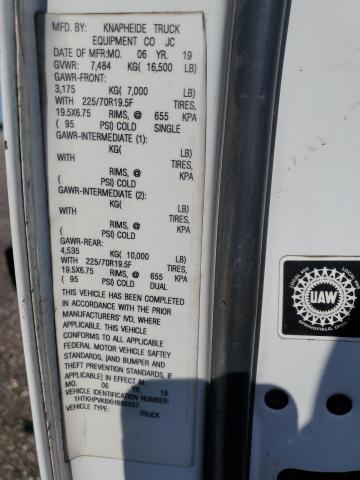 MFD. BY: KNAPHEIDE TRUCK
EQUIPMENT CO JC
DATE OF MFR:MO. 06 YR. 19
GVWR: 7,484 KG( 16,500 LB)
GAWR-FRONT:
3,175 KG( 7,000 LB)
WITH 225/70R19.5F TIRES,
19.5X6.75 RIMS, @ 655 KPA
( 95 PSI) COLD SINGLE
GAWR-INTERMEDIATE (1):
KG( LB)
WITH TIRES,
RIMS, @ KPA
( PSI) COLD
GAWR-INTERMEDIATE (2):
KG( LB)
WITH TIRES,
RIMS, @ KPA
( PSI) COLD
GAWR-REAR:
4,535 KG( 10,000 LB)
WITH 225/70R19.5F TIRES,
19.5X6.75 RIMS, @ 655 KPA
( 95 PSI) COLD DUAL
THIS VEHICLE HAS BEEN COMPLETED
IN ACCORDANCE WITH THE PRIOR
MANUFACTURERS' IVD, WHERE
APPLICABLE. THIS VEHICLE
CONFORMS TO ALL APPLICABLE
FEDERAL MOTOR VEHICLE SAFTEY
STANDARDS, [AND BUMPER AND
THEFT PREVENTION STANDARDS, IF
APPLICABLE] IN EFFECT IN:
MO. 06 YR. 19
VEHICLE IDENTIFICATION NUMBER:
VEHICLE TYPE: TRUCK
UAW
SPRINGFIELD, OHIO